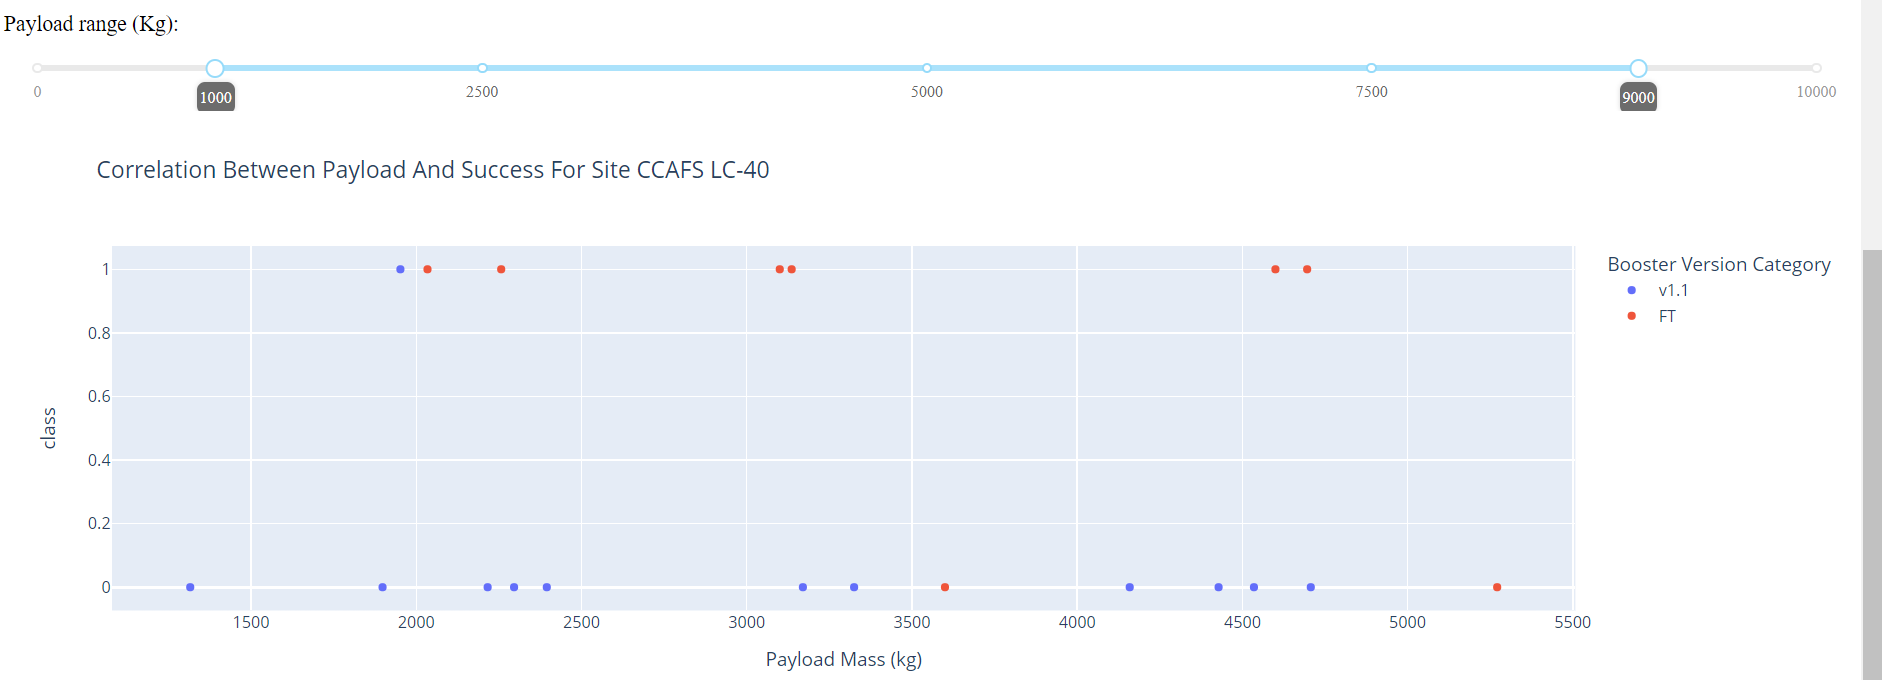 Payload range (Kg):
0 1000 2500 5000 7500 9000 10000
Correlation Between Payload And Success For Site CCAFS LC-40
Booster Version Category
v1.1
FT
class
1
0.8
0.6
0.4
0.2
0
1500 2000 2500 3000 3500 4000 4500 5000 5500
Payload Mass (kg)